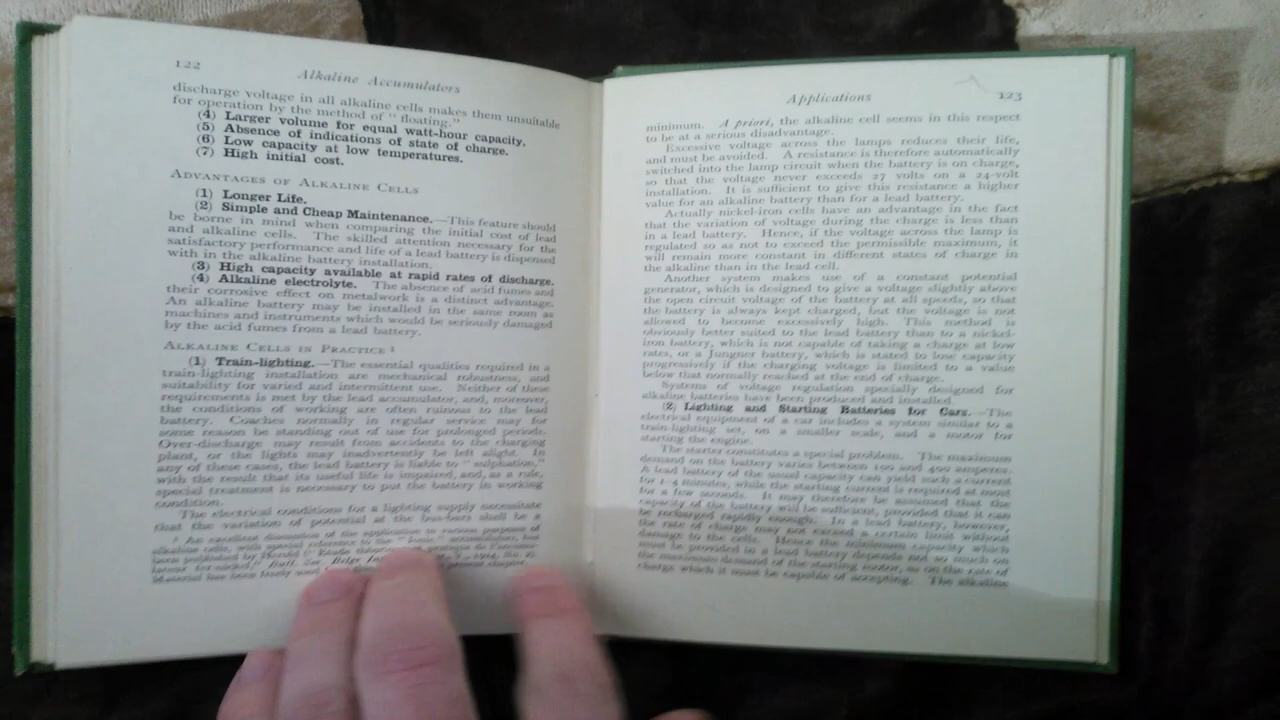 122
Alkaline Accumulators
discharge voltage in all alkaline cells makes them unsuitable
for operation by the method of "floating."
(4) Larger volume for equal watt-hour capacity.
(5) Absence of indications of state of charge.
(6) Low capacity at low temperatures.
(7) High initial cost.
ADVANTAGES OF ALKALINE CELLS
(1) Longer Life.
(2) Simple and Cheap Maintenance.—This feature should
be borne in mind when comparing the initial cost of lead
and alkaline cells. The skilled attention necessary for the
satisfactory performance and life of a lead battery is dispensed
with in the alkaline battery installation.
(3) High capacity available at rapid rates of discharge.
(4) Alkaline electrolyte. The absence of acid fumes and
their corrosive effect on metalwork is a distinct advantage.
An alkaline battery may be installed in the same room as
machines and instruments which would be seriously damaged
by the acid fumes from a lead battery.
ALKALINE CELLS IN PRACTICE ¹
(1) Train-lighting.—The essential qualities required in a
train-lighting installation are mechanical robustness, and
suitability for varied and intermittent use. Neither of these
requirements is met by the lead accumulator, and, moreover,
the conditions of working are often ruinous to the lead
battery. Coaches normally in regular service may for
some reason be standing out of use for prolonged periods.
Over-discharge may result from accidents to the charging
plant, or the lights may inadvertently be left alight. In
any of these cases, the lead battery is liable to "sulphation,"
with the result that its useful life is impaired, and, as a rule,
special treatment is necessary to put the battery in working
condition.
The electrical conditions for a lighting supply necessitate
that the variation of potential at the bus-bars shall be a
¹ An excellent discussion of the application to various purposes of
alkaline cells, with special reference to the accumulator, has
been published by
Bull. Soc. Belge
Material has been freely used present chapter.
Applications
123
minimum. A priori, the alkaline cell seems in this respect
to be at a serious disadvantage.
Excessive voltage across the lamps reduces their life,
and must be avoided. A resistance is therefore automatically
switched into the lamp circuit when the battery is on charge,
so that the voltage never exceeds 27 volts on a 24-volt
installation. It is sufficient to give this resistance a higher
value for an alkaline battery than for a lead battery.
Actually nickel-iron cells have an advantage in the fact
that the variation of voltage during the charge is less than
in a lead battery. Hence, if the voltage across the lamp is
regulated so as not to exceed the permissible maximum, it
will remain more constant in different states of charge in
the alkaline than in the lead cell.
Another system makes use of a constant potential
generator, which is designed to give a voltage slightly above
the open circuit voltage of the battery at all speeds, so that
the battery is always kept charged, but the voltage is not
allowed to become excessively high. This method is
obviously better suited to the lead battery than to a nickel-
iron battery, which is not capable of taking a charge at low
rates, or a Jungner battery, which is stated to lose capacity
progressively if the charging voltage is limited to a value
below that normally reached at the end of charge.
Systems of voltage regulation specially designed for
alkaline batteries have been produced and installed.
(2) Lighting and Starting Batteries for Cars.—The
electrical equipment of a car includes a system similar to a
train-lighting set, on a smaller scale, and a motor for
starting the engine.
The starter constitutes a special problem. The maximum
demand on the battery varies between 100 and 400 amperes.
A lead battery of the usual capacity can yield such a current
for minutes, while the starting current is required at most
for a few seconds. It may therefore be assumed that the
capacity of the battery will be sufficient, provided that it can
be recharged rapidly enough. In a lead battery, however,
the rate of charge may not exceed a certain limit without
damage to the cells. Hence the minimum capacity which
must be provided in a lead battery depends not so much on
the maximum demand of the starting motor, as on the rate of
charge which it must be capable of accepting. The alkaline